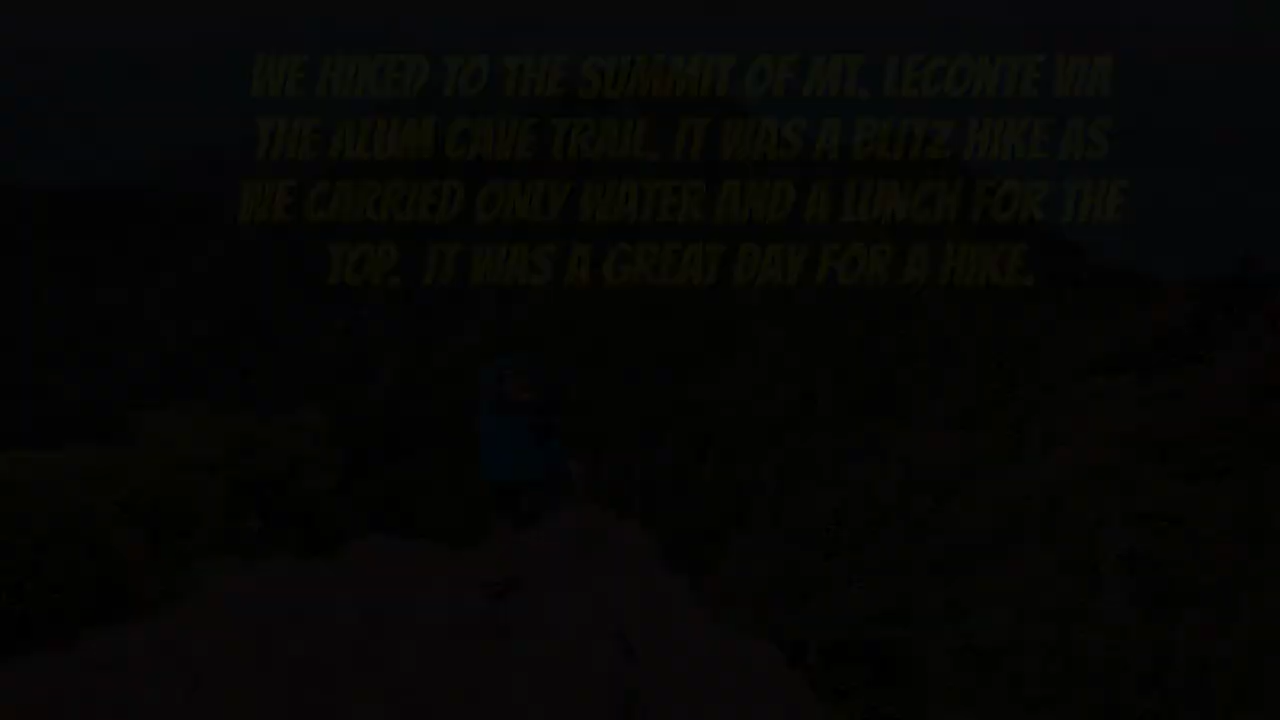 WE HIKED TO THE SUMMIT OF MT. LECONTE VIA
THE ALUM CAVE TRAIL. IT WAS A BLITZ HIKE AS
WE CARRIED ONLY WATER AND A LUNCH FOR THE
TOP. IT WAS A GREAT DAY FOR A HIKE.